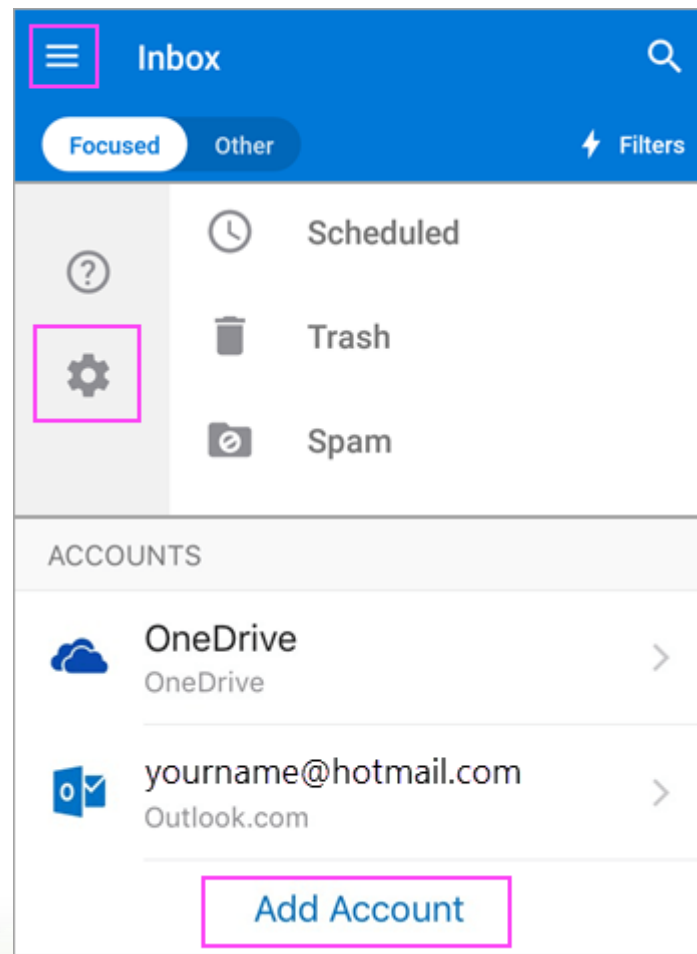 Inbox
Focused Other Filters
Scheduled
Trash
Spam
ACCOUNTS
OneDrive
OneDrive
yourname@hotmail.com
Outlook.com
Add Account